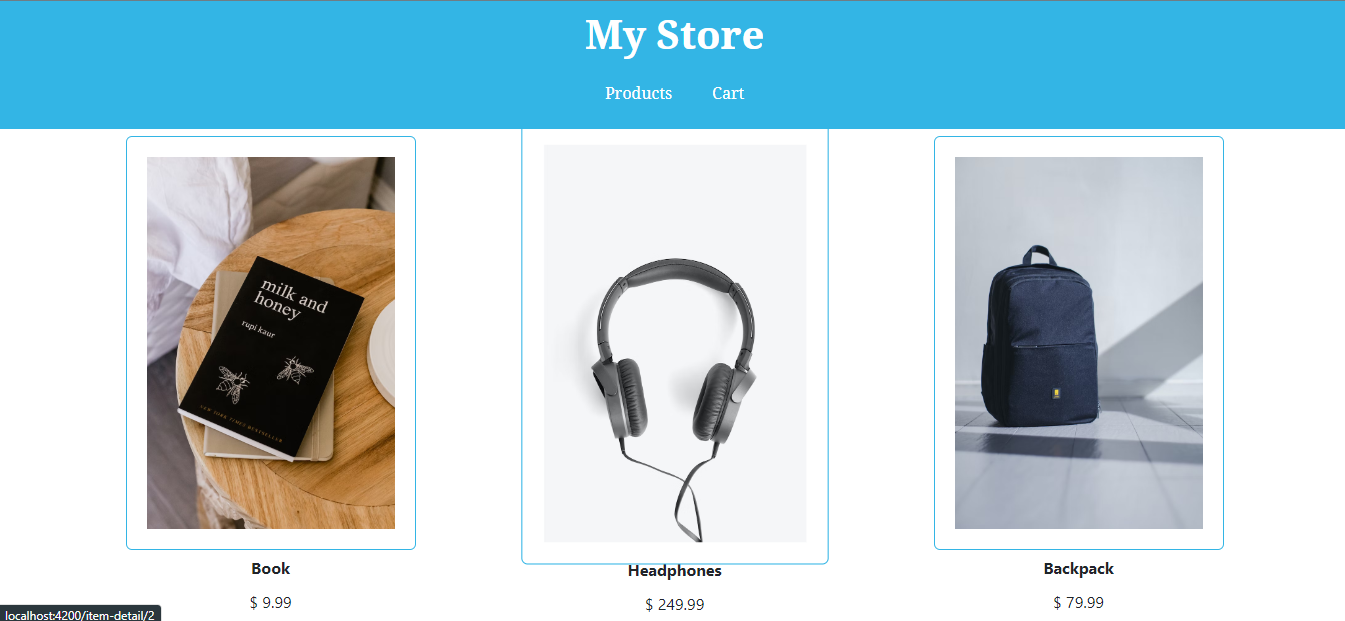 My Store
Products Cart
milk and
honey
rupi kaur
NEW YORK TIMES BESTSELLER
Book
Headphones
Backpack
$ 9.99
$ 249.99
$ 79.99
localhost:4200/item-detail/2